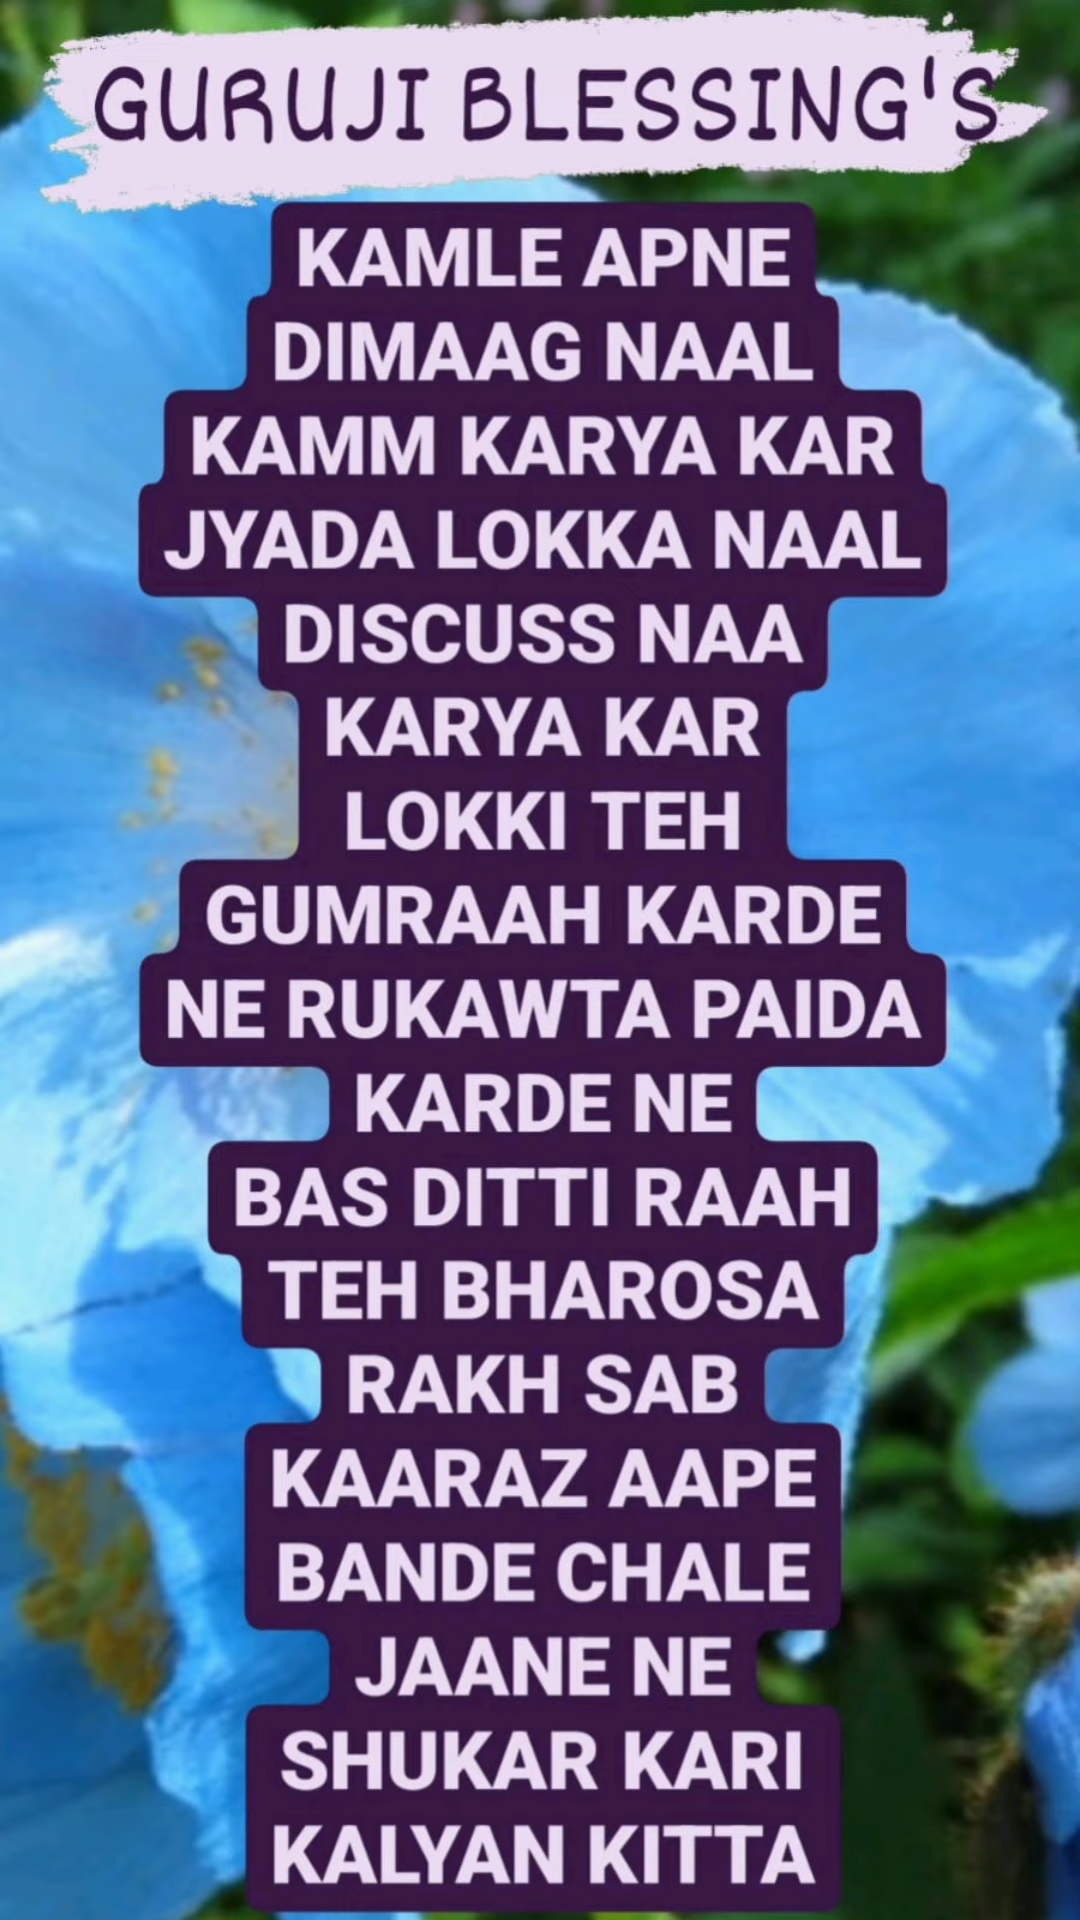 GURUJI BLESSING'S
KAMLE APNE
DIMAAG NAAL
KAMM KARYA KAR
JYADA LOKKA NAAL
DISCUSS NAA
KARYA KAR
LOKKI TEH
GUMRAAH KARDE
NE RUKAWTA PAIDA
KARDE NE
BAS DITTI RAAH
TEH BHAROSA
RAKH SAB
KAARAZ AAPE
BANDE CHALE
JAANE NE
SHUKAR KARI
KALYAN KITTA